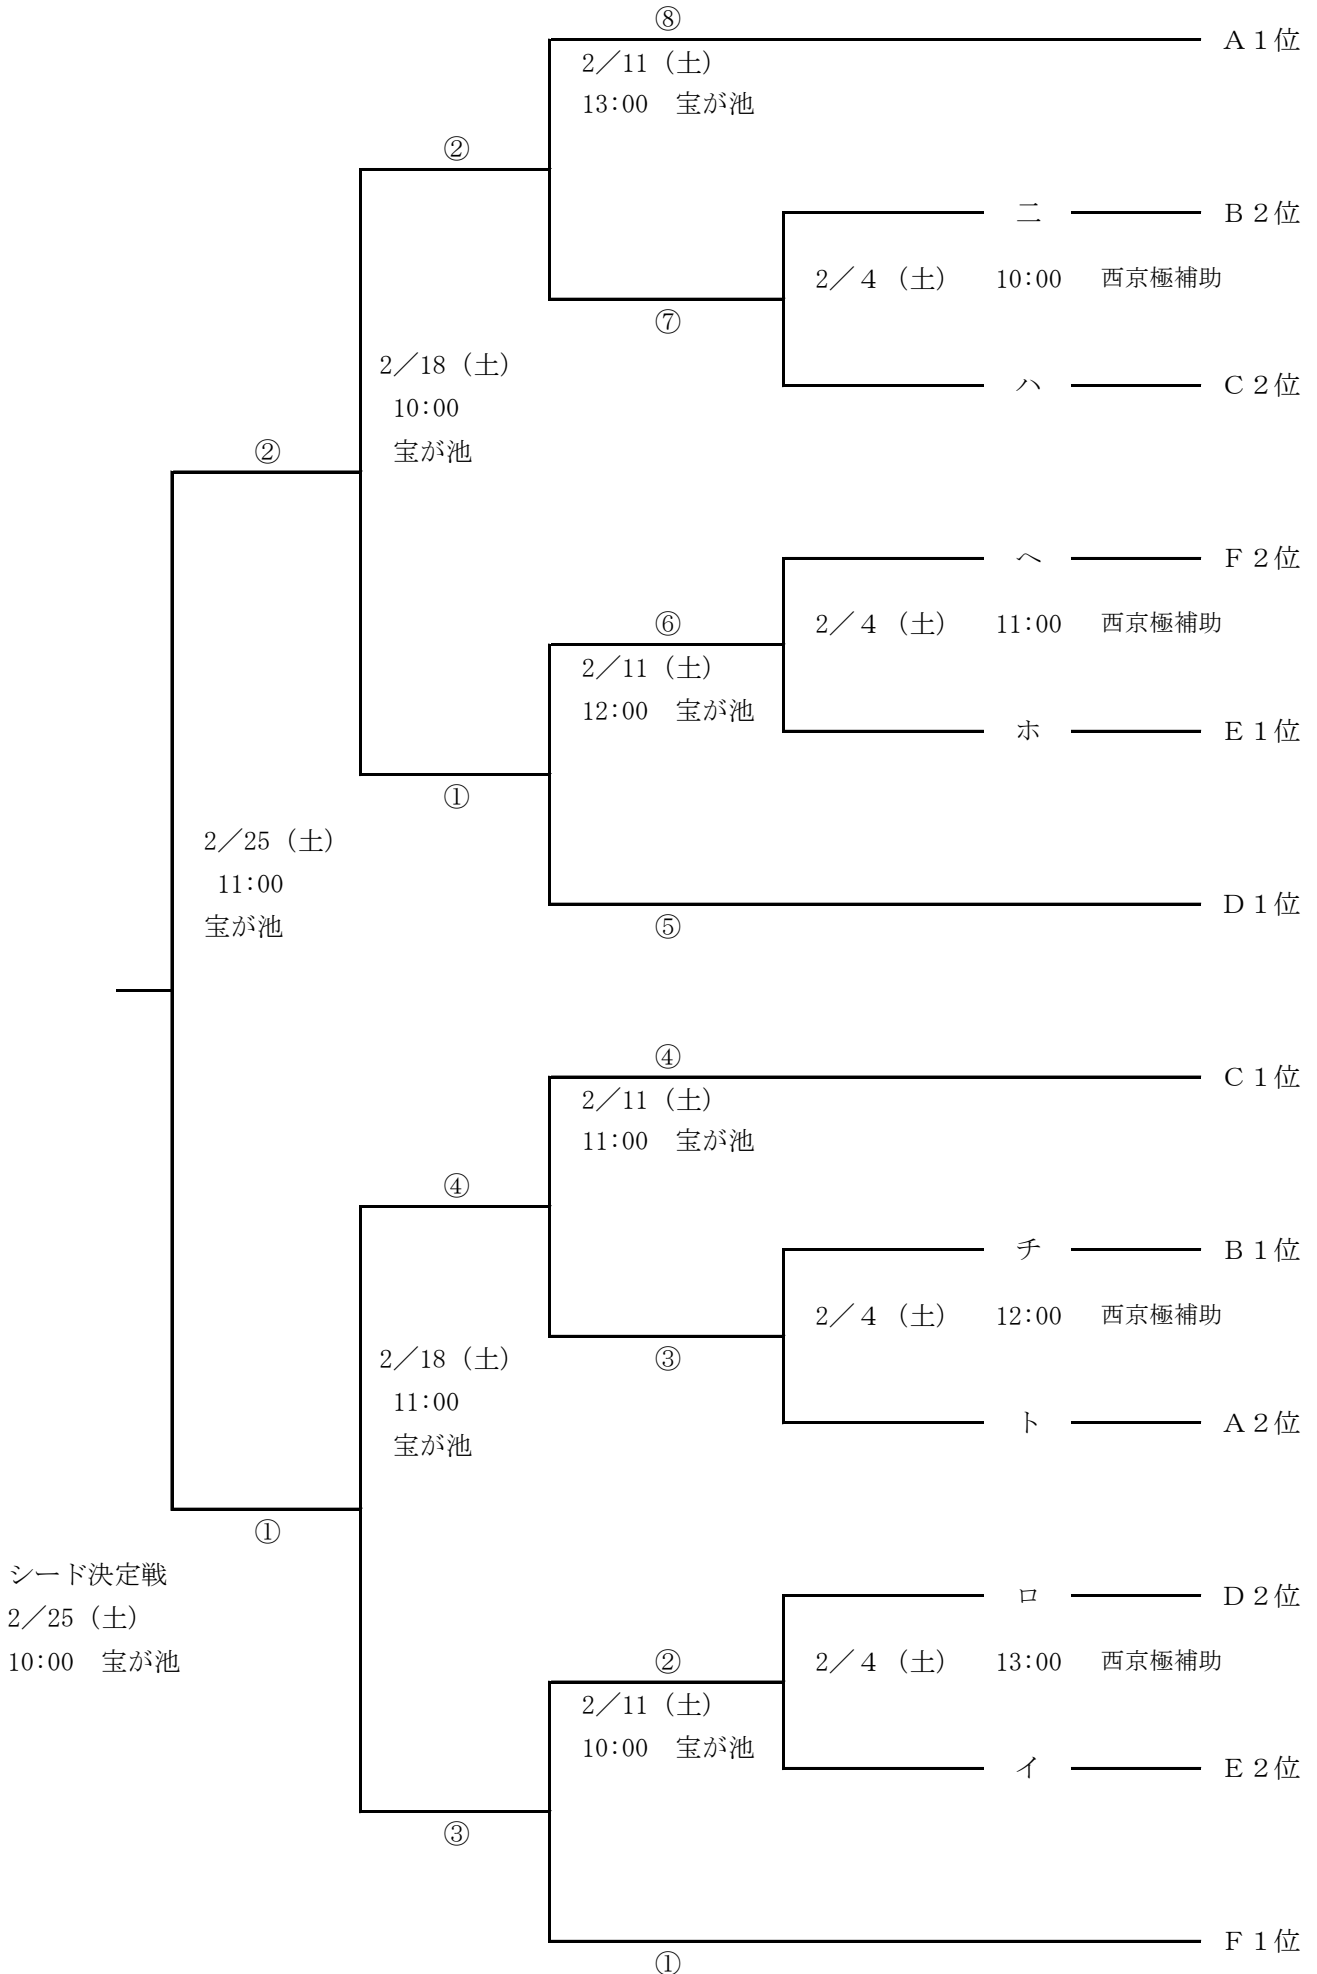 ⑧
Ａ１位
2／11（土）
13:00　宝が池
②
ニ
Ｂ２位
2／４（土）　10:00　西京極補助
⑦
2／18（土）
10:00
宝が池
ハ
Ｃ２位
②
ヘ
Ｆ２位
⑥
2／４（土）　11:00　西京極補助
2／11（土）
12:00　宝が池
ホ
Ｅ１位
①
2／25（土）
11:00
宝が池
Ｄ１位
⑤
④
Ｃ１位
2／11（土）
11:00　宝が池
④
チ
Ｂ１位
2／４（土）　12:00　西京極補助
③
2／18（土）
11:00
宝が池
ト
Ａ２位
①
シード決定戦
2／25（土）
10:00　宝が池
ロ
Ｄ２位
②
2／４（土）　13:00　西京極補助
2／11（土）
10:00　宝が池
イ
Ｅ２位
③
Ｆ１位
①